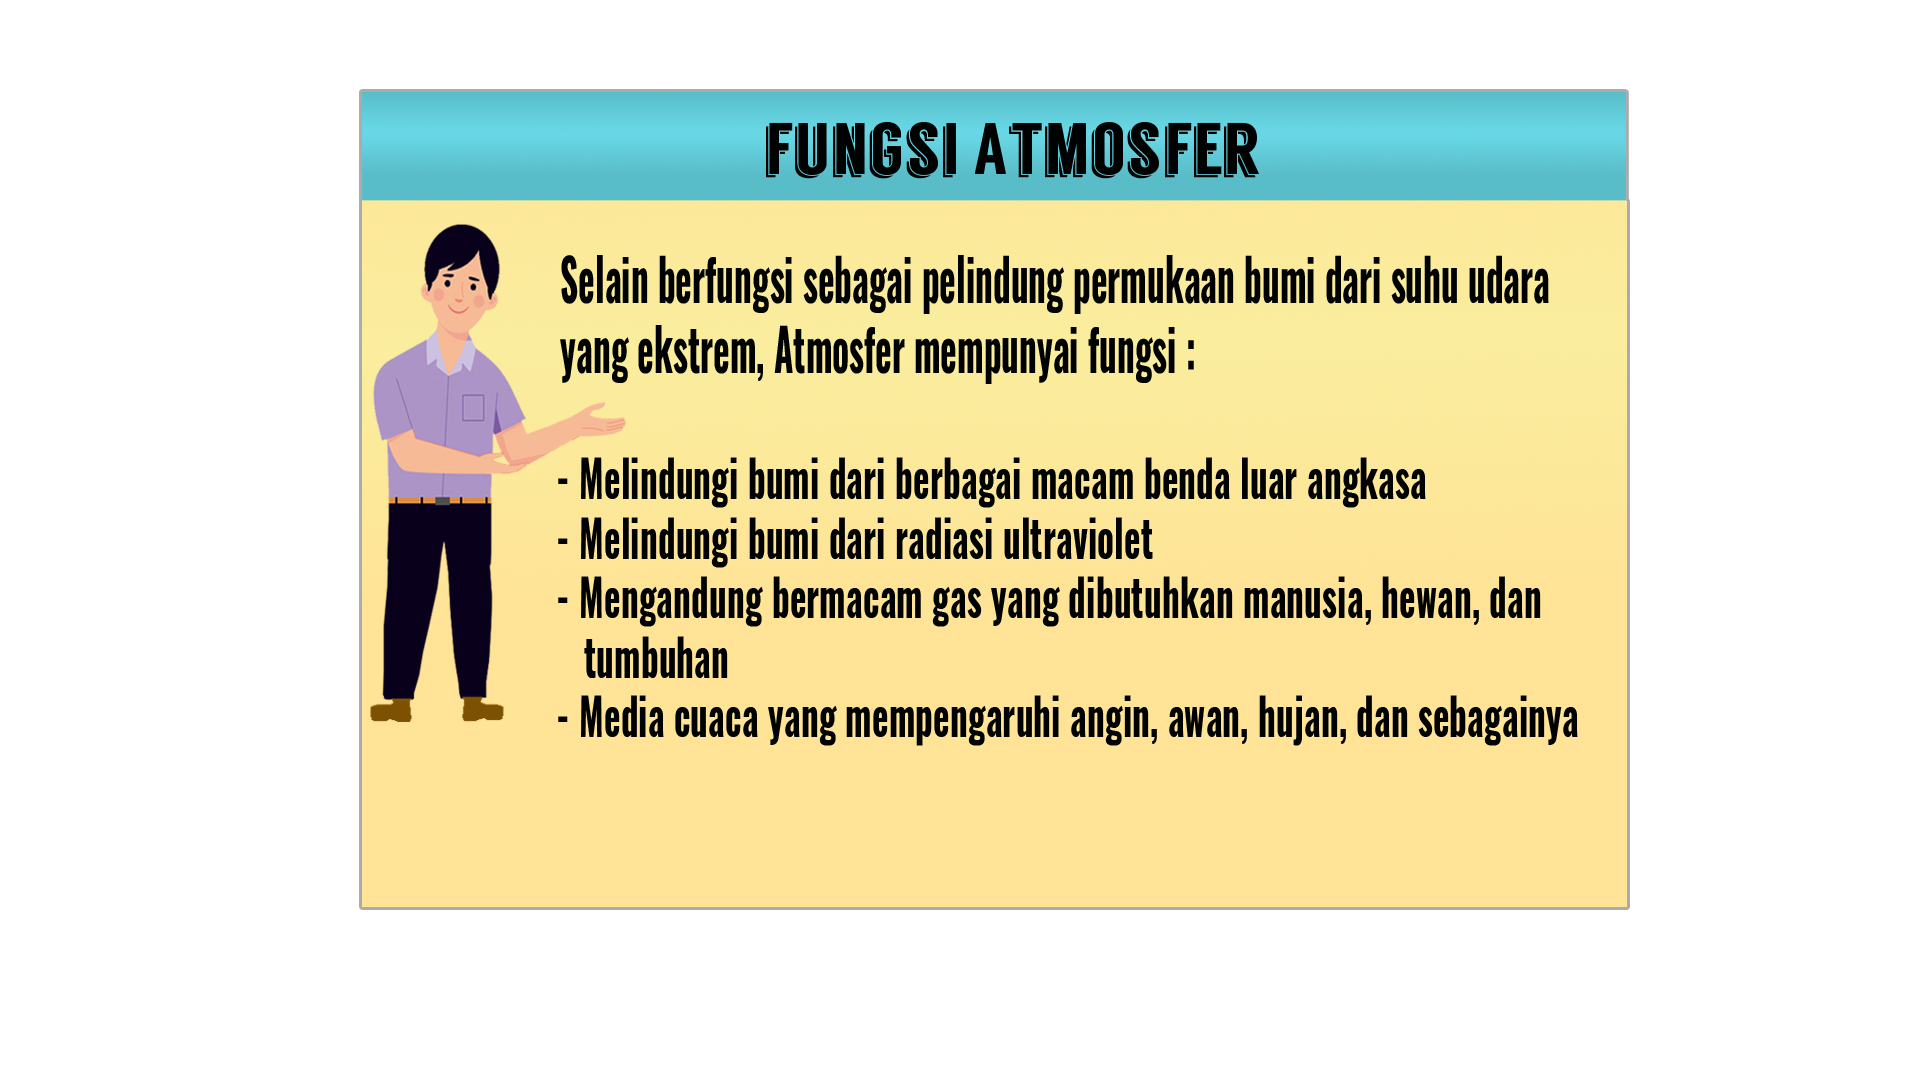 FUNGSI ATMOSFER
Selain berfungsi sebagai pelindung permukaan bumi dari suhu udara
yang ekstrem, Atmosfer mempunyai fungsi :
- Melindungi bumi dari berbagai macam benda luar angkasa
- Melindungi bumi dari radiasi ultraviolet
- Mengandung bermacam gas yang dibutuhkan manusia, hewan, dan
tumbuhan
- Media cuaca yang mempengaruhi angin, awan, hujan, dan sebagainya